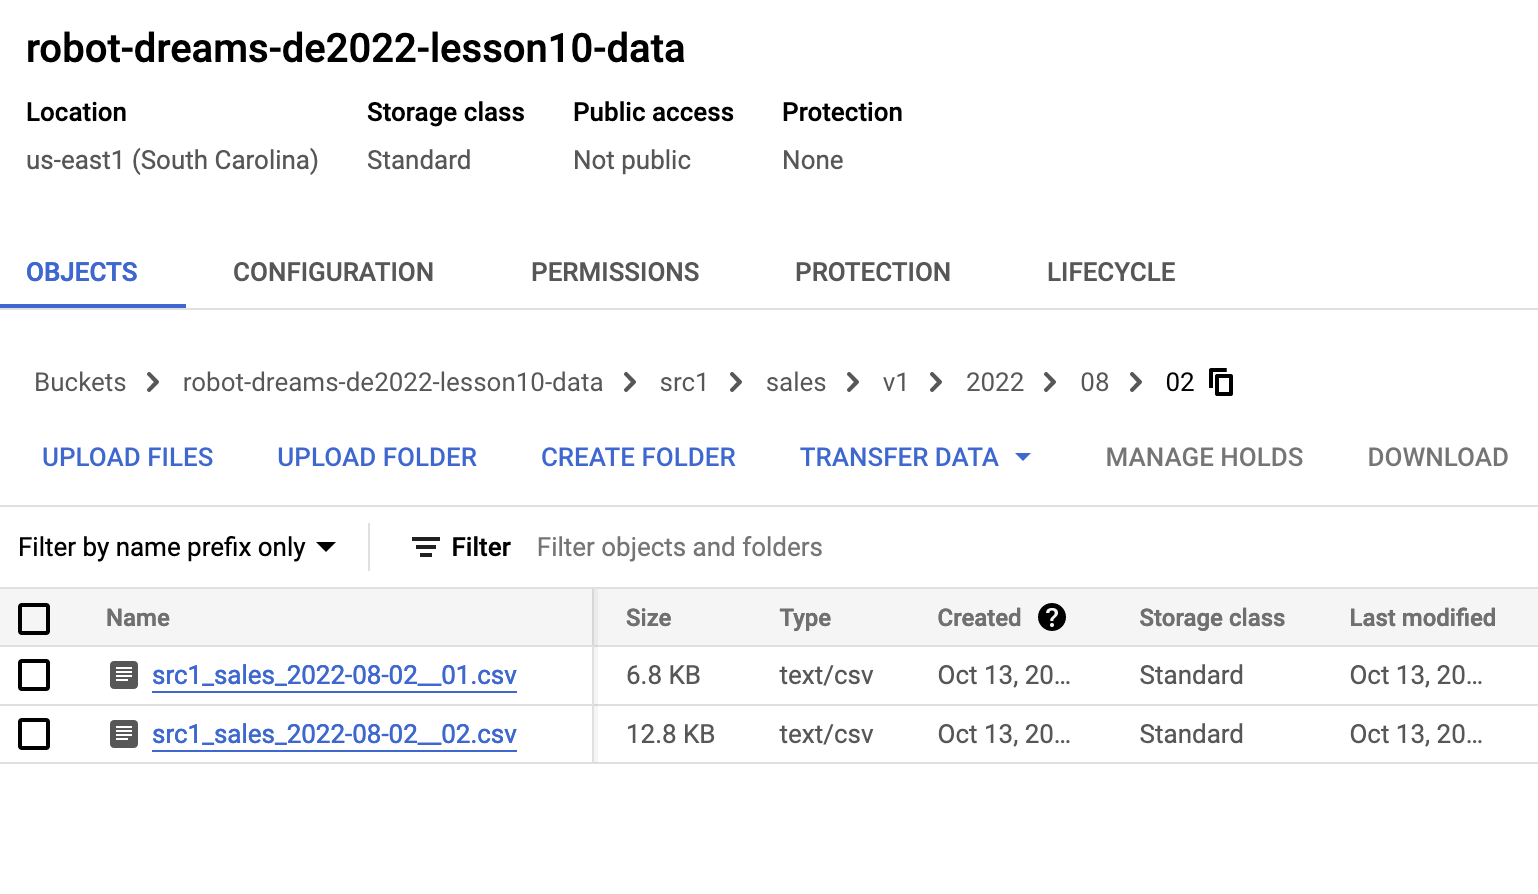 robot-dreams-de2022-lesson10-data
Location Storage class Public access Protection
us-east1 (South Carolina) Standard Not public None
OBJECTS CONFIGURATION PERMISSIONS PROTECTION LIFECYCLE
Buckets robot-dreams-de2022-lesson10-data src1 sales v1 2022 08 02
UPLOAD FILES UPLOAD FOLDER CREATE FOLDER TRANSFER DATA MANAGE HOLDS DOWNLOAD
Filter by name prefix only Filter Filter objects and folders
Name Size Type Created ? Storage class Last modified
src1_sales_2022-08-02__01.csv 6.8 KB text/csv Oct 13, 20... Standard Oct 13, 20...
src1_sales_2022-08-02__02.csv 12.8 KB text/csv Oct 13, 20... Standard Oct 13, 20...